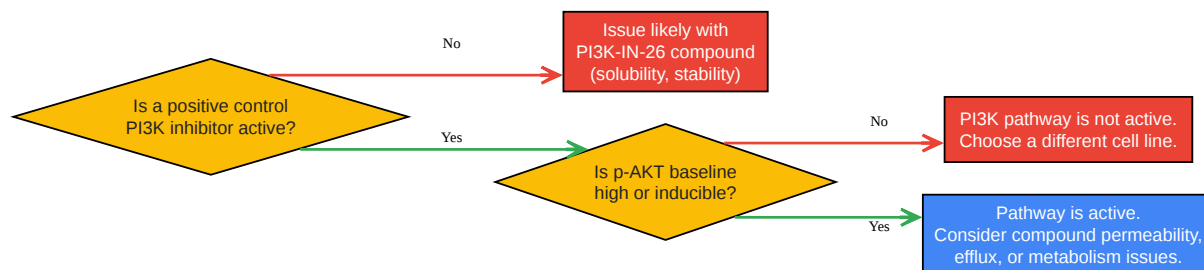 Is a positive control
PI3K inhibitor active?
No
Issue likely with
PI3K-IN-26 compound
(solubility, stability)
Yes
Is p-AKT baseline
high or inducible?
No
PI3K pathway is not active.
Choose a different cell line.
Yes
Pathway is active.
Consider compound permeability,
efflux, or metabolism issues.